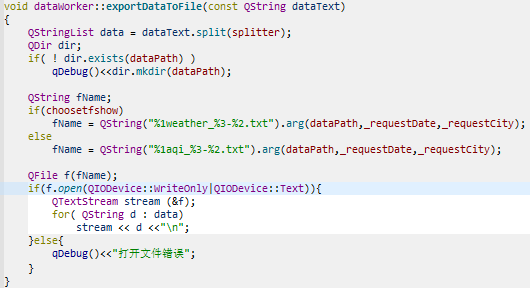 void dataWorker::exportDataToFile(const QString dataText)
{
QStringList data = dataText.split(splitter);
QDir dir;
if( ! dir.exists(dataPath) )
qDebug()<<dir.mkdir(dataPath);
QString fName;
if(choosetfshow)
fName = QString("%1weather_%3-%2.txt").arg(dataPath,_requestDate,_requestCity);
else
fName = QString("%1aqi_%3-%2.txt").arg(dataPath,_requestDate,_requestCity);
QFile f(fName);
if(f.open(QIODevice::WriteOnly|QIODevice::Text)){
QTextStream stream (&f);
for( QString d : data)
stream << d <<"\n";
}else{
qDebug()<<"打开文件错误";
}
}